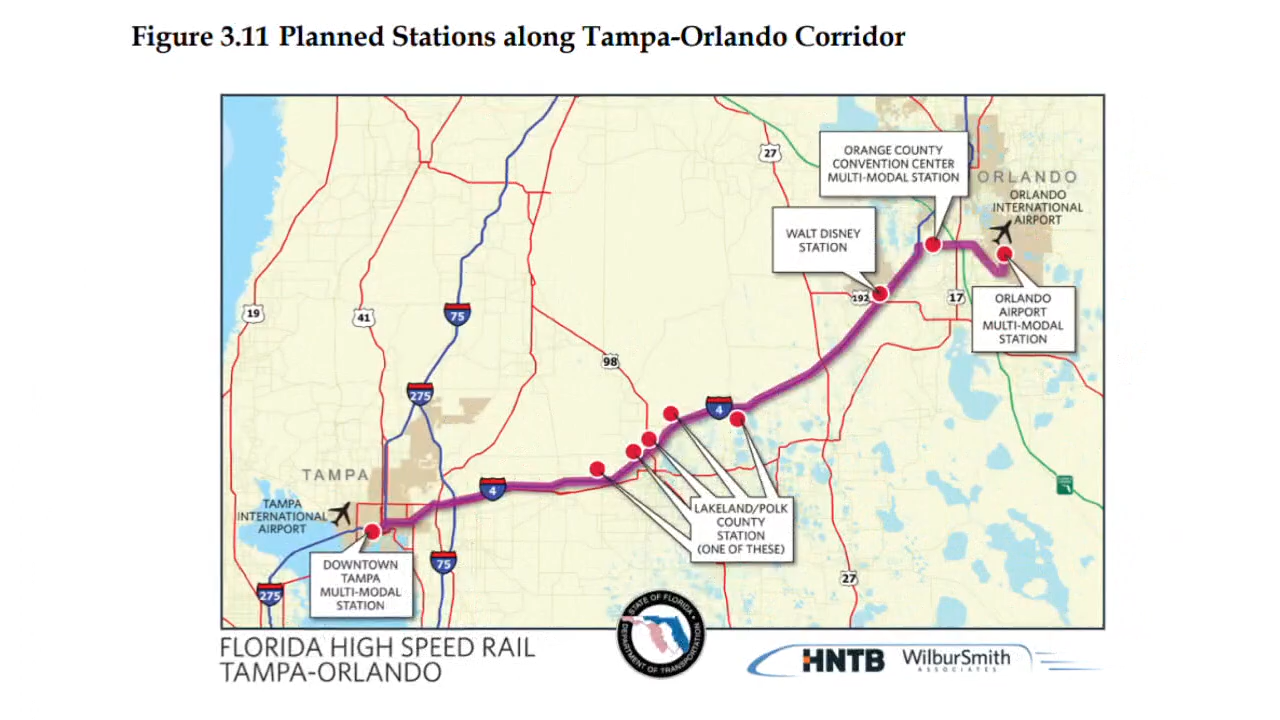 Figure 3.11 Planned Stations along Tampa-Orlando Corridor
27
ORANGE COUNTY
CONVENTION CENTER
MULTI-MODAL STATION
ORLANDO
ORLANDO
INTERNATIONAL
AIRPORT
WALT DISNEY
STATION
192
17
ORLANDO
AIRPORT
MULTI-MODAL
STATION
19
41
75
98
275
4
TAMPA
4
TAMPA
INTERNATIONAL
AIRPORT
LAKELAND/POLK
COUNTY
STATION
(ONE OF THESE)
DOWNTOWN
TAMPA
MULTI-MODAL
STATION
75
275
27
FLORIDA HIGH SPEED RAIL
TAMPA-ORLANDO
STATE OF FLORIDA
DEPARTMENT OF TRANSPORTATION
HNTB
WilburSmith
ASSOCIATES